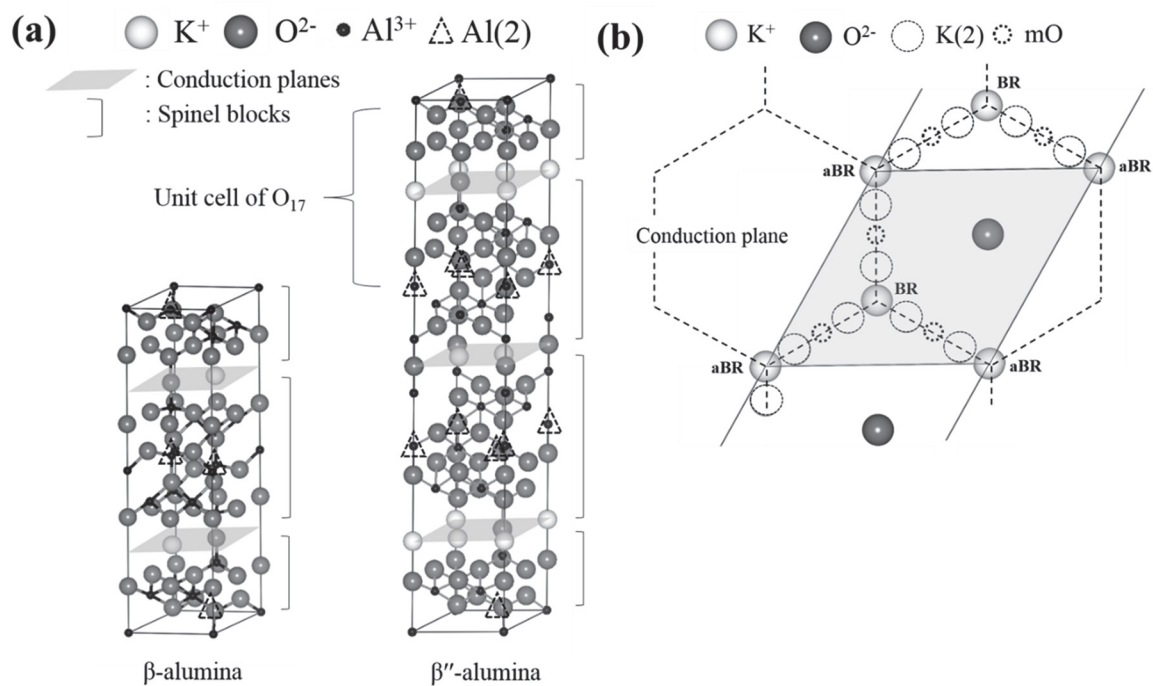 (a) K⁺ O²⁻ Al³⁺ Al(2)
: Conduction planes
: Spinel blocks
Unit cell of O₁₇
β-alumina
β″-alumina
(b) K⁺ O²⁻ K(2) mO
BR
aBR
aBR
Conduction plane
BR
aBR
aBR